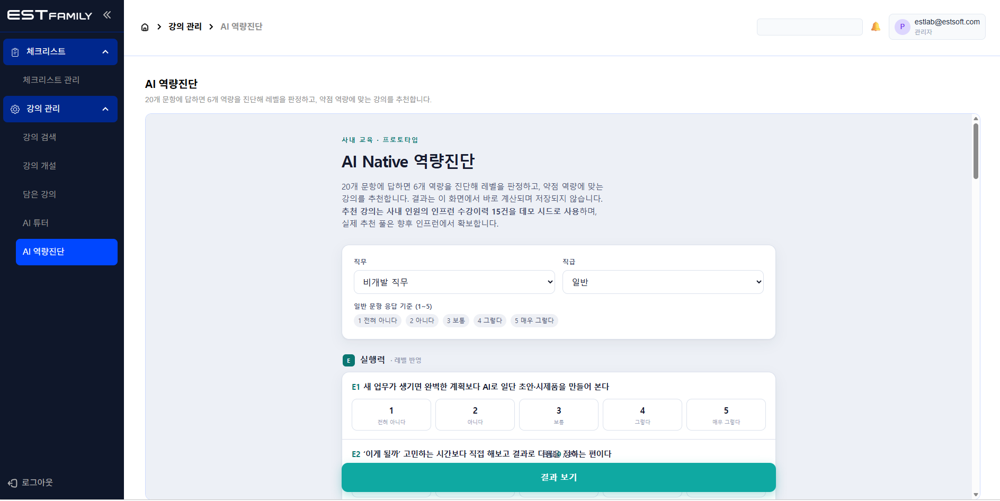 EST FAMILY
체크리스트
체크리스트 관리
강의 관리
강의 검색
강의 개설
담은 강의
AI 튜터
AI 역량진단
로그아웃
강의 관리
AI 역량진단
P
estlab@estsoft.com
관리자
AI 역량진단
20개 문항에 답하면 6개 역량을 진단해 레벨을 판정하고, 약점 역량에 맞는 강의를 추천합니다.
사내 교육 · 프로토타입
AI Native 역량진단
20개 문항에 답하면 6개 역량을 진단해 레벨을 판정하고, 약점 역량에 맞는
강의를 추천합니다. 결과는 이 화면에서 바로 계산되며 저장되지 않습니다.
추천 강의는 사내 인원의 인프런 수강이력 15건을 데모 시드로 사용하며,
실제 추천 풀은 향후 인프런에서 확보합니다.
직무
직급
비개발 직무
일반
일반 문항 응답 기준 (1~5)
1 전혀 아니다
2 아니다
3 보통
4 그렇다
5 매우 그렇다
E 실행력 · 레벨 반영
E1 새 업무가 생기면 완벽한 계획보다 AI로 일단 초안·시제품을 만들어 본다
1
전혀 아니다
2
아니다
3
보통
4
그렇다
5
매우 그렇다
E2 ‘이게 될까’ 고민하는 시간보다 직접 해보고 결과로 다음을 정하는 편이다
결과 보기